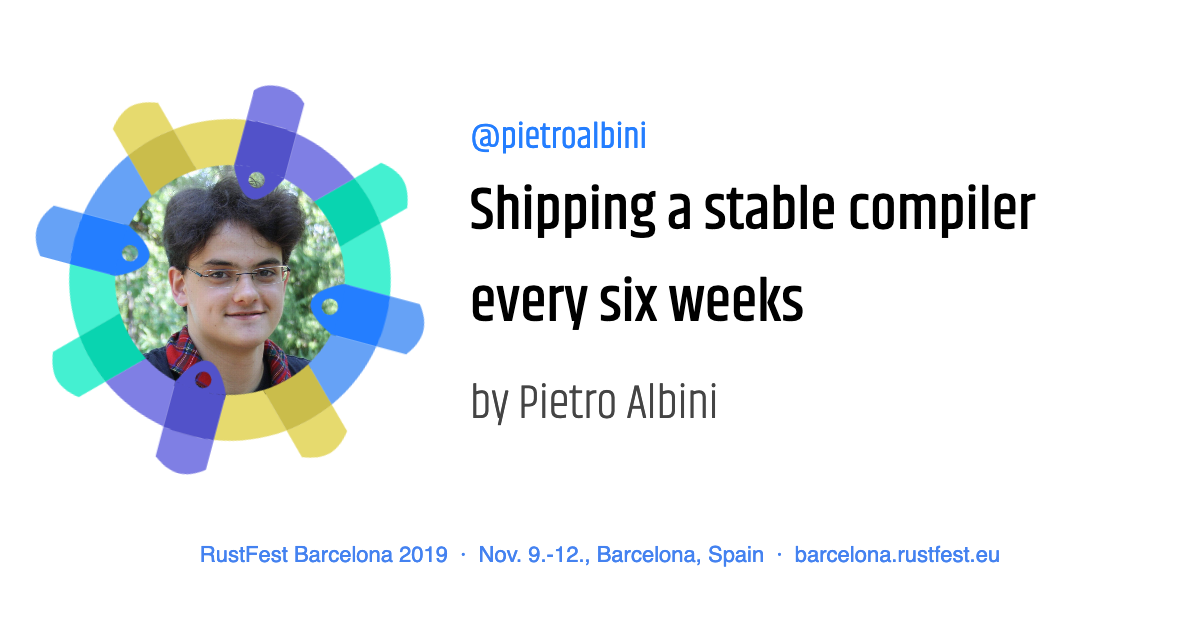 @pietroalbini
Shipping a stable compiler
every six weeks
by Pietro Albini
RustFest Barcelona 2019 · Nov. 9.-12., Barcelona, Spain · barcelona.rustfest.eu